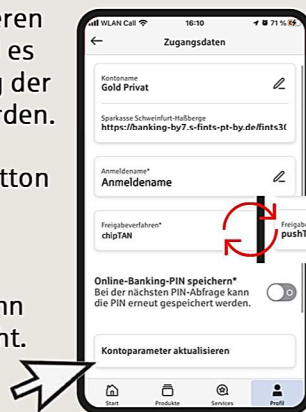 eren
es
g der
rden.
tton
nn
nt.
WLAN Call 16:10 71 %
Zugangsdaten
Kontoname
Gold Privat
Sparkasse Schweinfurt-Haßberge
https://banking-by7.s-fints-pt-by.de/fints30
Anmeldename*
Anmeldename
Freigabeverfahren*
chipTAN
Freigabe
pushT
Online-Banking-PIN speichern*
Bei der nächsten PIN-Abfrage kann
die PIN erneut gespeichert werden.
Kontoparameter aktualisieren
Start Produkte Services Profil